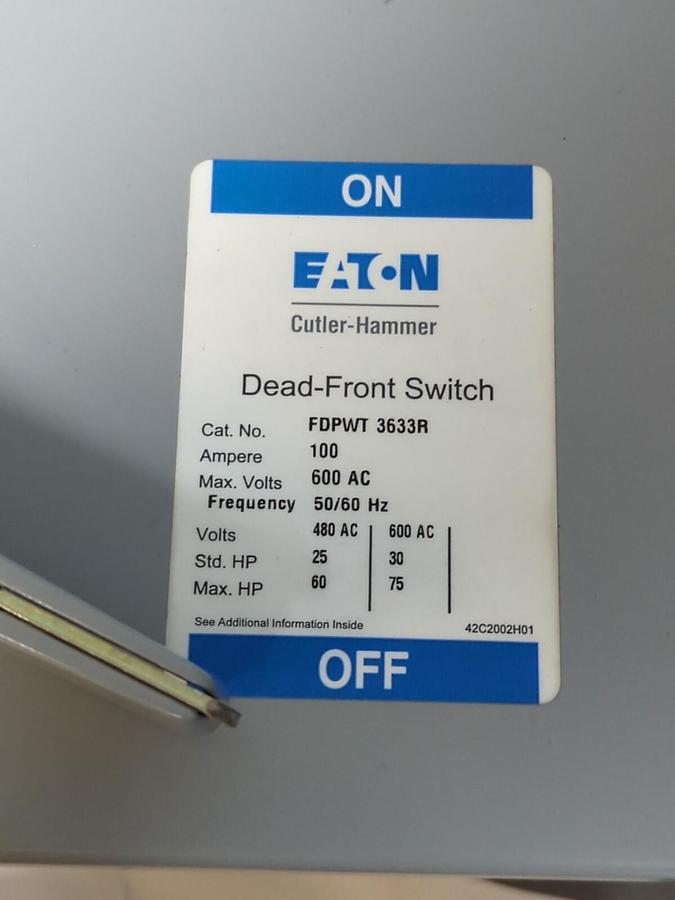 ON
EATON
Cutler-Hammer
Dead-Front Switch
Cat. No. FDPWT 3633R
Ampere 100
Max. Volts 600 AC
Frequency 50/60 Hz
Volts 480 AC 600 AC
Std. HP 25 30
Max. HP 60 75
See Additional Information Inside 42C2002H01
OFF